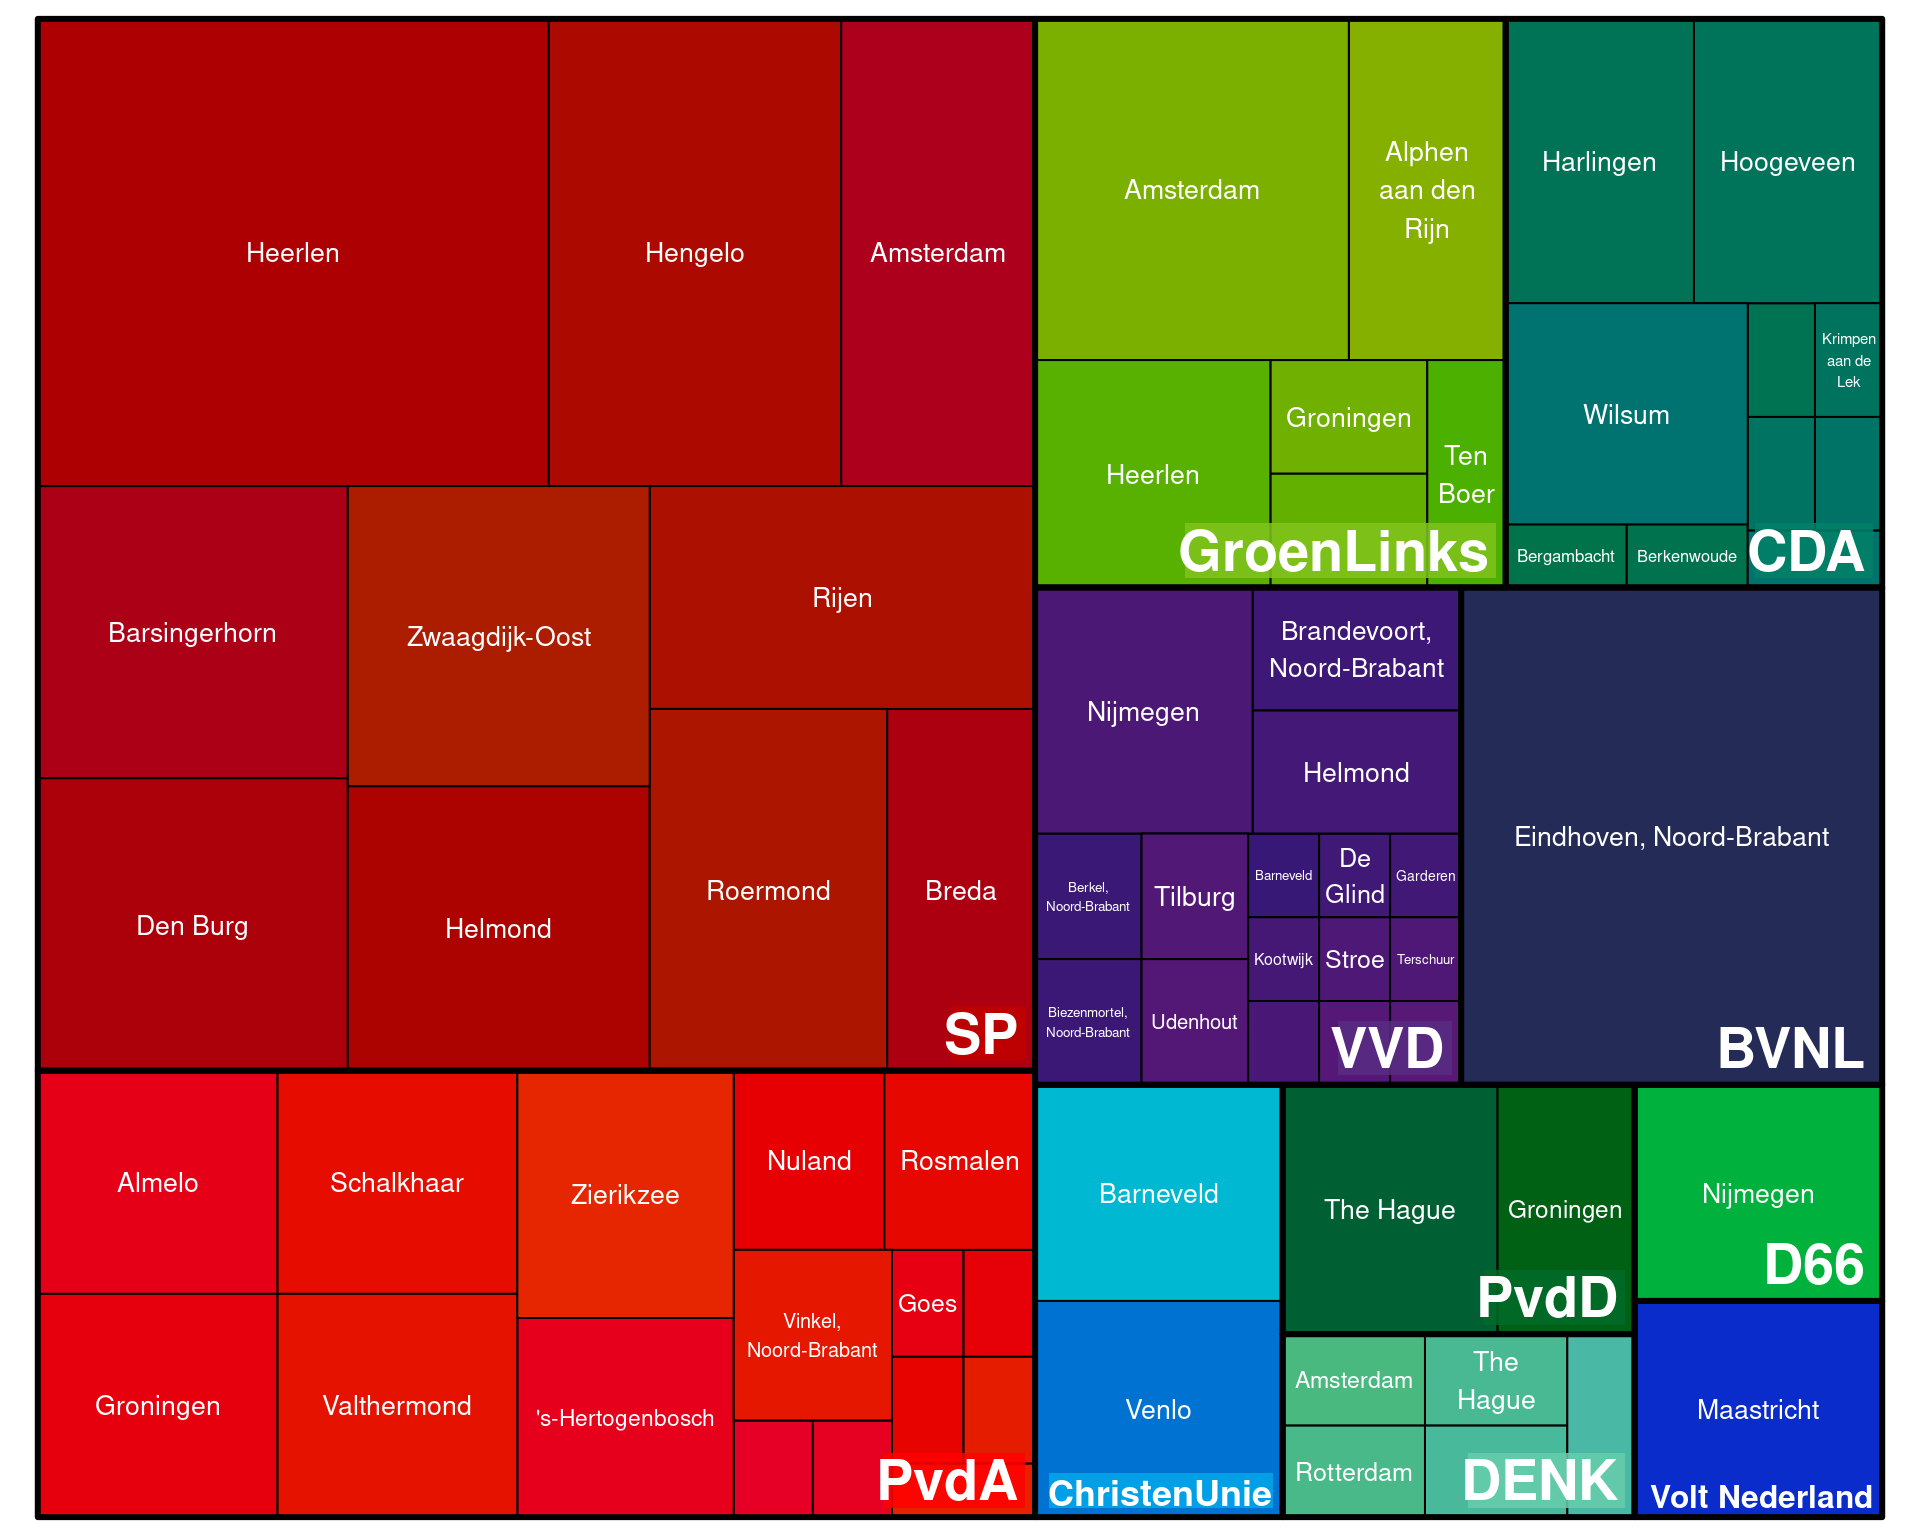 Heerlen
Hengelo
Amsterdam
Barsingerhorn
Zwaagdijk-Oost
Rijen
Den Burg
Helmond
Roermond
Breda
SP
Almelo
Schalkhaar
Zierikzee
Nuland
Rosmalen
Groningen
Valthermond
's-Hertogenbosch
Vinkel,
Noord-Brabant
Goes
PvdA
Amsterdam
Alphen
aan den
Rijn
Heerlen
Groningen
Ten
Boer
GroenLinks
Harlingen
Hoogeveen
Wilsum
Krimpen
aan de
Lek
Bergambacht
Berkenwoude
CDA
Nijmegen
Brandevoort,
Noord-Brabant
Helmond
Berkel,
Noord-Brabant
Tilburg
Barneveld
De
Glind
Garderen
Kootwijk
Stroe
Terschuur
Biezenmortel,
Noord-Brabant
Udenhout
VVD
Eindhoven, Noord-Brabant
BVNL
Barneveld
Venlo
ChristenUnie
The Hague
Groningen
PvdD
Amsterdam
The
Hague
Rotterdam
DENK
Nijmegen
D66
Maastricht
Volt Nederland